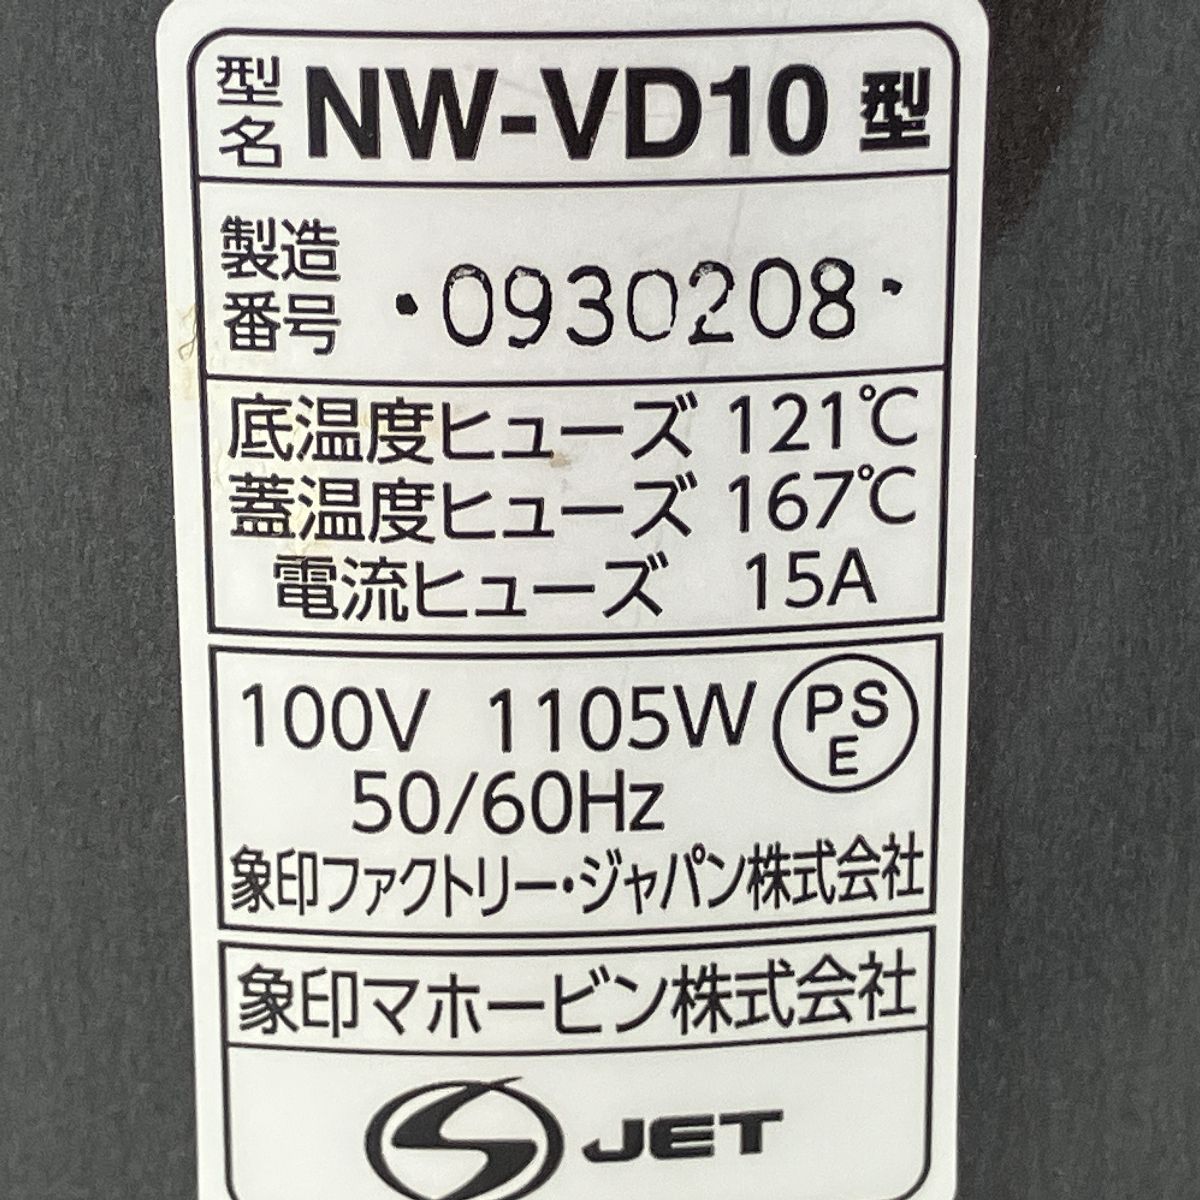 型名 NW-VD10 型
製造番号 ・0930208・
底温度ヒューズ 121℃
蓋温度ヒューズ 167℃
電流ヒューズ 15A
100V 1105W PSE
50/60Hz
象印ファクトリー・ジャパン株式会社
象印マホービン株式会社
JET